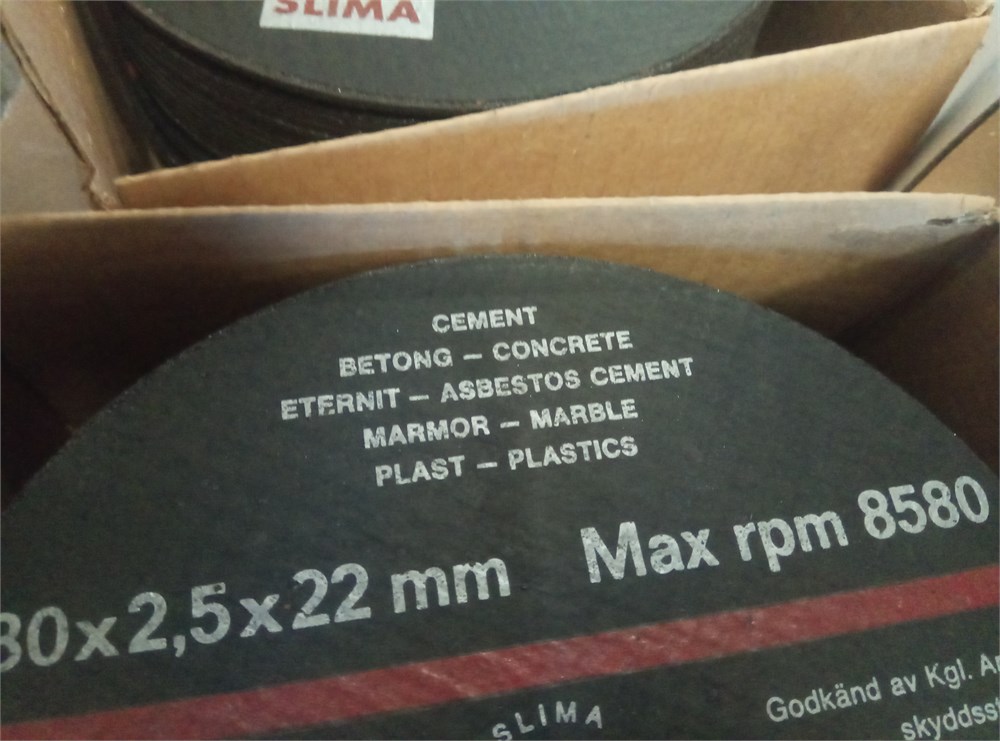 SLIMA
CEMENT
BETONG – CONCRETE
ETERNIT – ASBESTOS CEMENT
MARMOR – MARBLE
PLAST – PLASTICS
80x2,5x22 mm Max rpm 8580
SLIMA
Godkänd av Kgl.